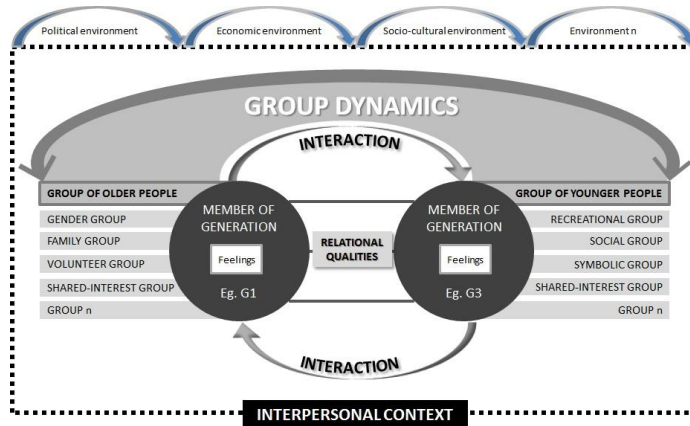 Political environment
Economic environment
Socio-cultural environment
Environment n
GROUP DYNAMICS
INTERACTION
GROUP OF OLDER PEOPLE
GENDER GROUP
FAMILY GROUP
VOLUNTEER GROUP
SHARED-INTEREST GROUP
GROUP n
MEMBER OF
GENERATION
Feelings
Eg. G1
RELATIONAL
QUALITIES
MEMBER OF
GENERATION
Feelings
Eg. G3
GROUP OF YOUNGER PEOPLE
RECREATIONAL GROUP
SOCIAL GROUP
SYMBOLIC GROUP
SHARED-INTEREST GROUP
GROUP n
INTERACTION
INTERPERSONAL CONTEXT